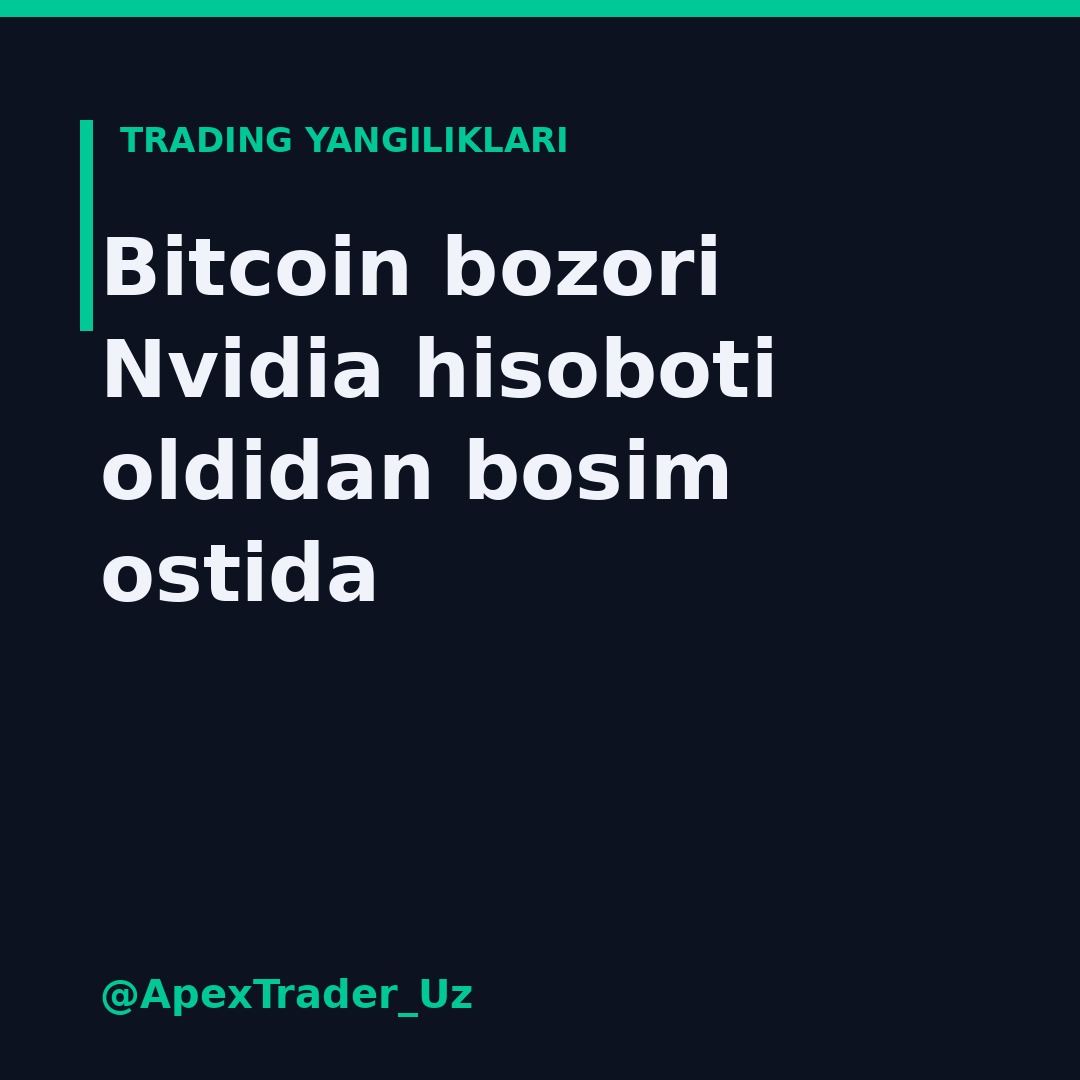 TRADING YANGILIKLARI
Bitcoin bozori
Nvidia hisoboti
oldidan bosim
ostida
@ApexTrader_Uz